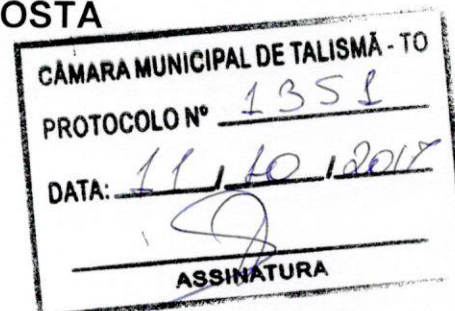 OSTA
CÂMARA MUNICIPAL DE TALISMÃ - TO
PROTOCOLO Nº 1351
DATA: 11 / 10 / 2017
ASSINATURA